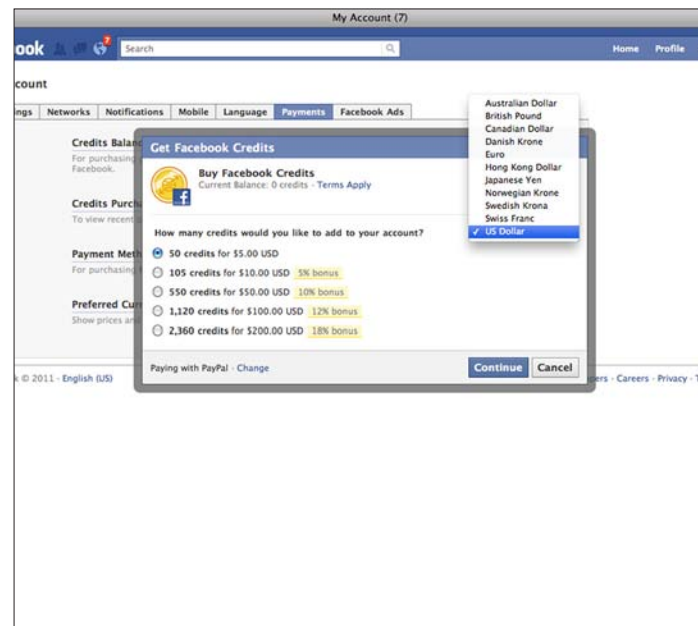 My Account (7)
ook
7
Search
Home Profile
count
ings Networks Notifications Mobile Language Payments Facebook Ads
Credits Balanc
For purchasing
Facebook.
Credits Purch
To view recent
Payment Meth
For purchasing
Preferred Cur
Show prices an
Get Facebook Credits
Buy Facebook Credits
Current Balance: 0 credits - Terms Apply
How many credits would you like to add to your account?
50 credits for $5.00 USD
105 credits for $10.00 USD 5% bonus
550 credits for $50.00 USD 10% bonus
1,120 credits for $100.00 USD 12% bonus
2,360 credits for $200.00 USD 18% bonus
Paying with PayPal · Change
Continue Cancel
Australian Dollar
British Pound
Canadian Dollar
Danish Krone
Euro
Hong Kong Dollar
Japanese Yen
Norwegian Krone
Swedish Krona
Swiss Franc
✓ US Dollar
k © 2011 · English (US)
pers · Careers · Privacy · T